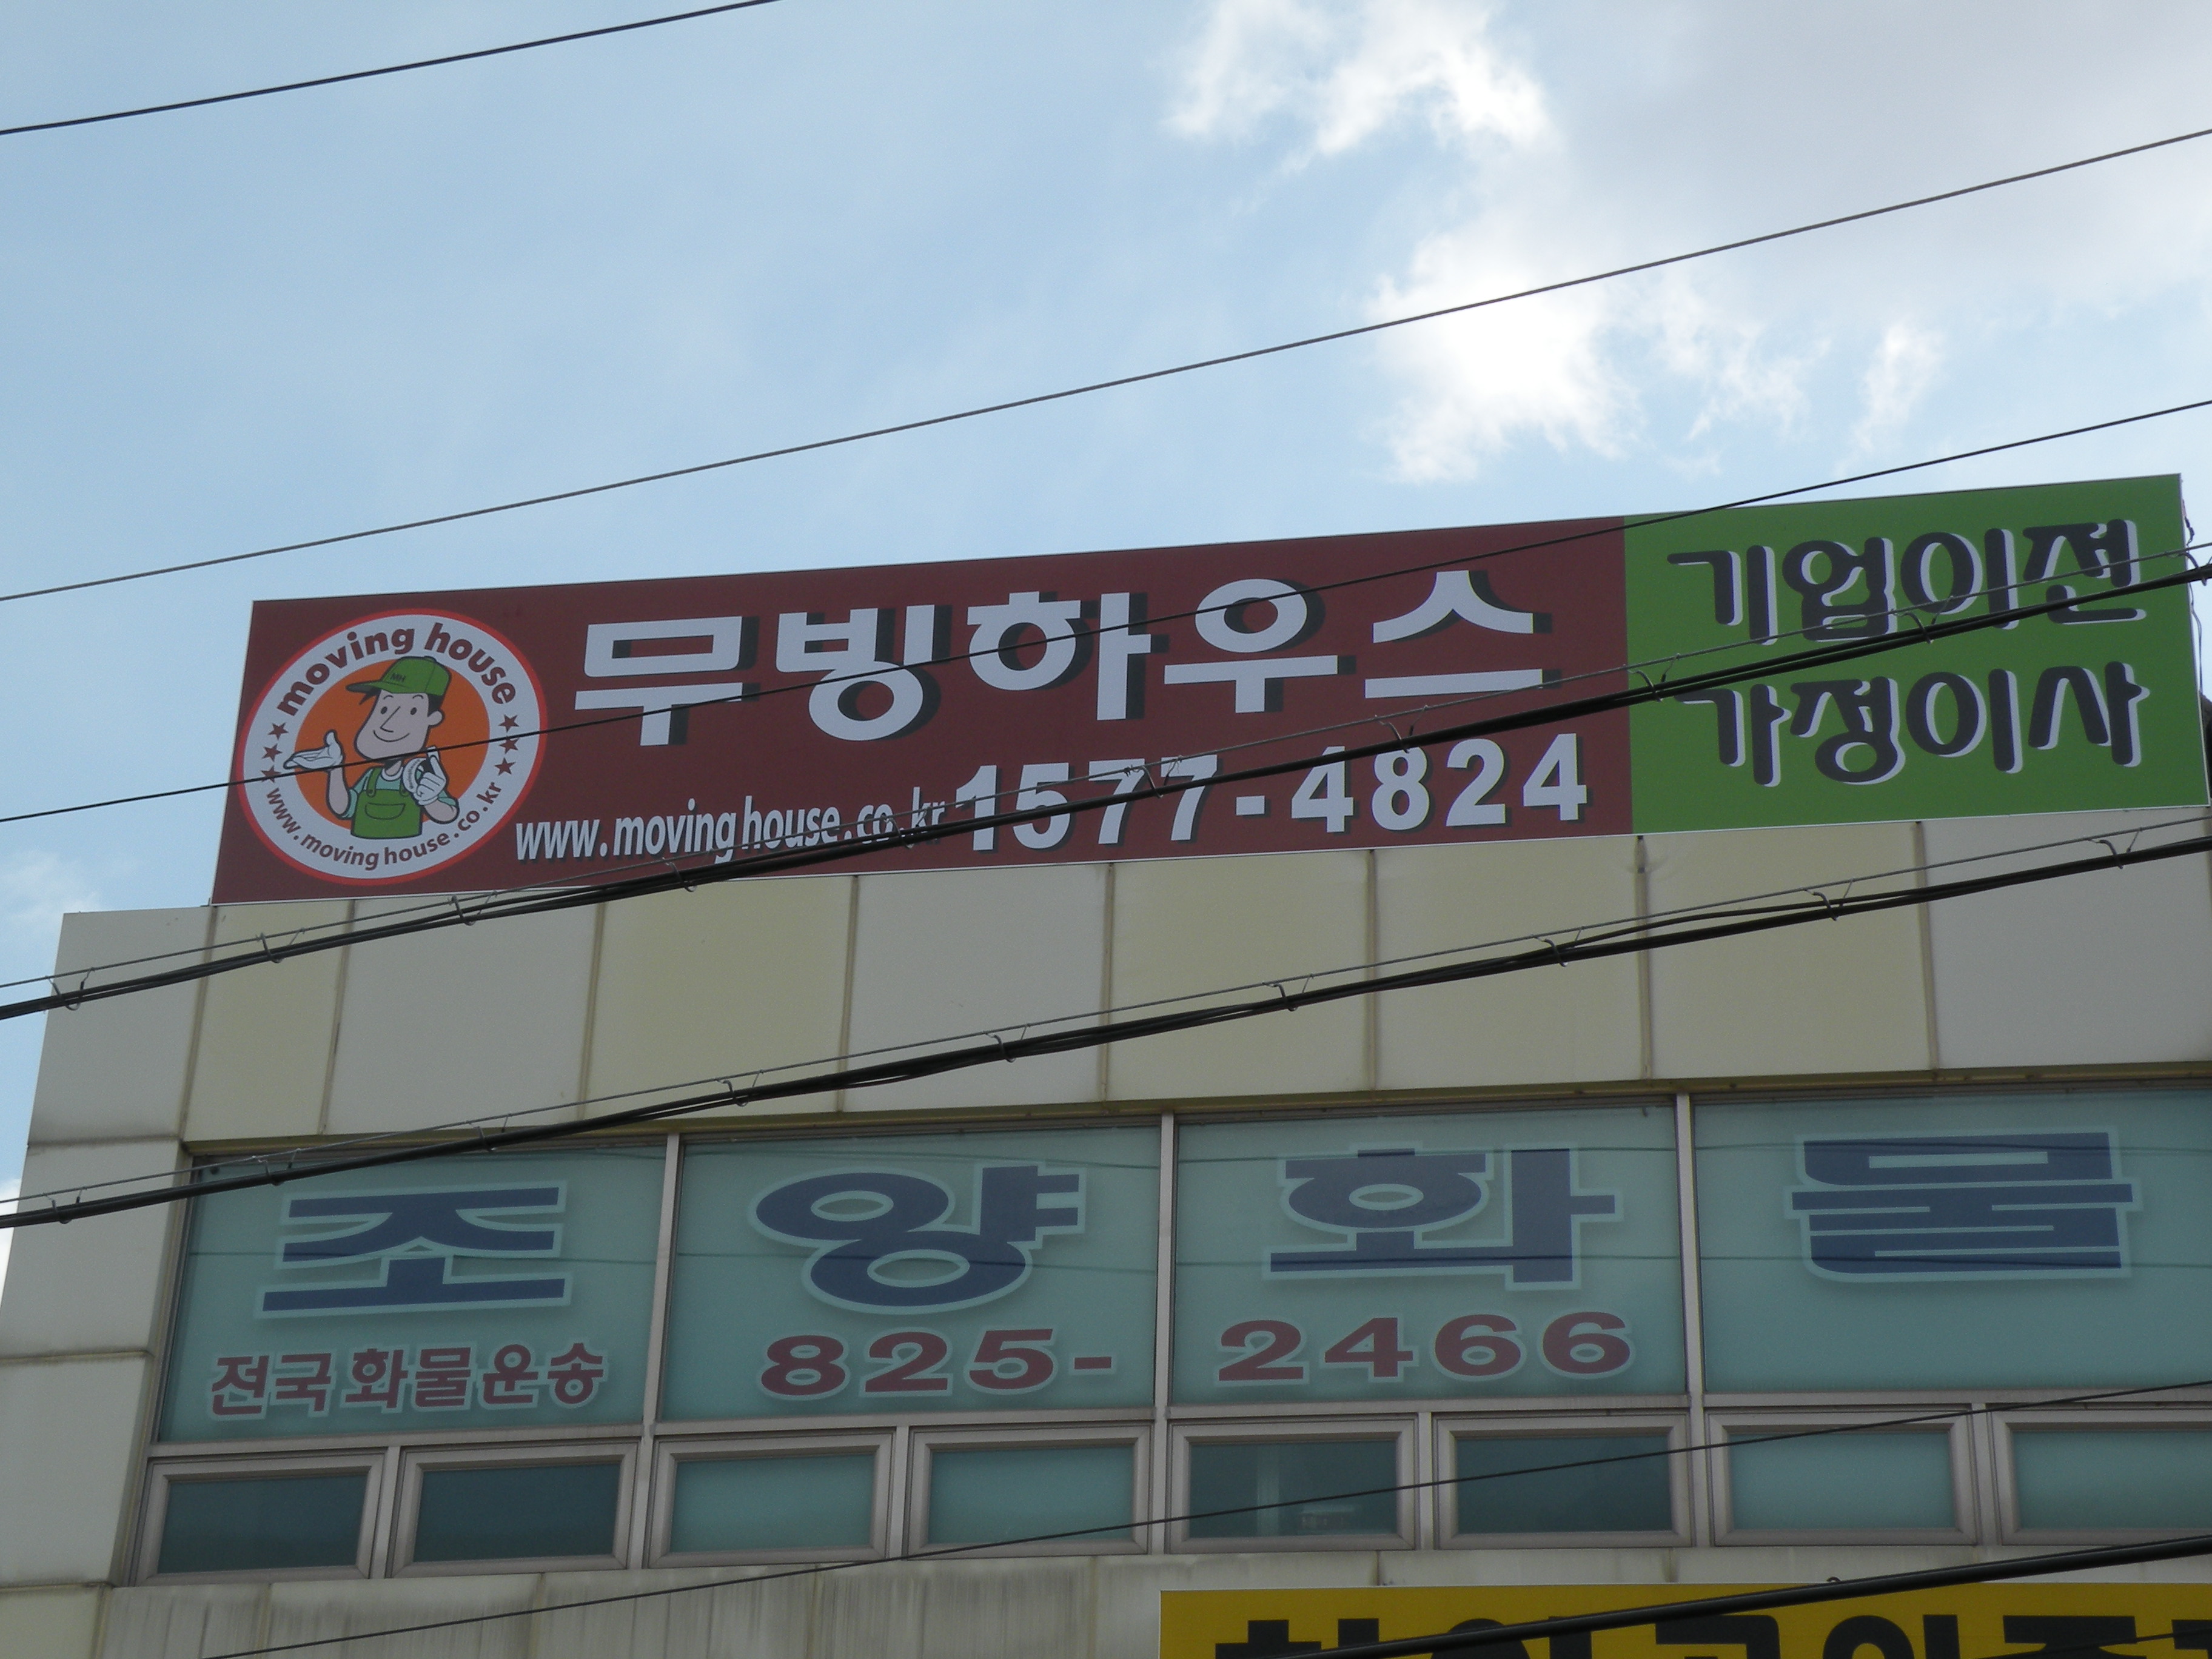 moving house
MH
www.moving house.co.kr
무빙하우스
www.moving house.co.kr 1577-4824
기업이전
가정이사
조양화물
전국화물운송 825-2466